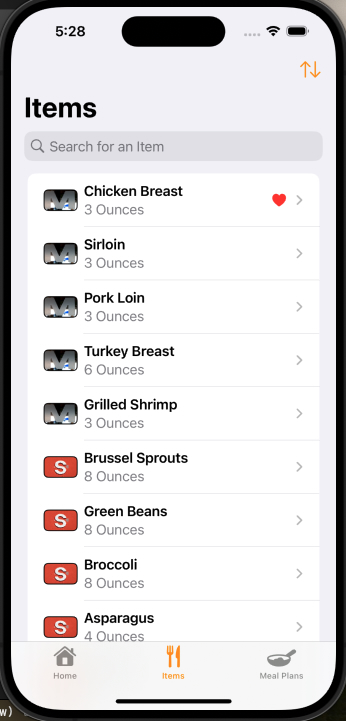 5:28
Items
Search for an Item
Chicken Breast
3 Ounces
Sirloin
3 Ounces
Pork Loin
3 Ounces
Turkey Breast
6 Ounces
Grilled Shrimp
3 Ounces
S Brussel Sprouts
8 Ounces
S Green Beans
8 Ounces
S Broccoli
8 Ounces
S Asparagus
4 Ounces
Home Items Meal Plans
w)